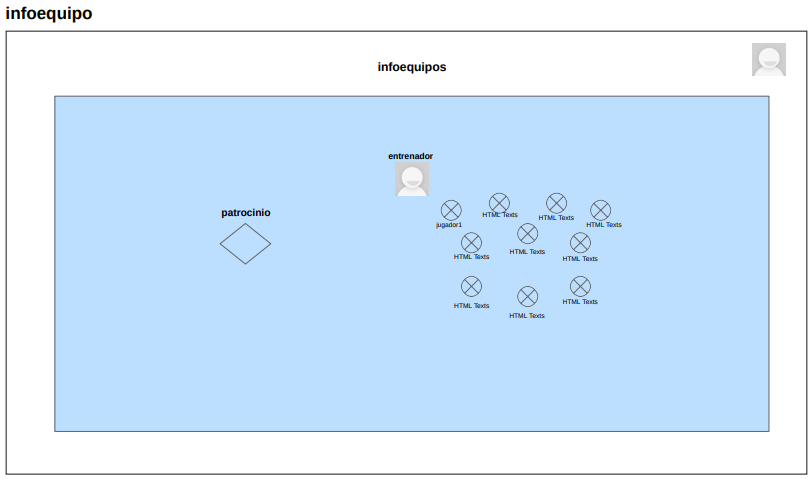 infoequipo
infoequipos
entrenador
patrocinio
jugador1
HTML Texts
HTML Texts
HTML Texts
HTML Texts
HTML Texts
HTML Texts
HTML Texts
HTML Texts
HTML Texts